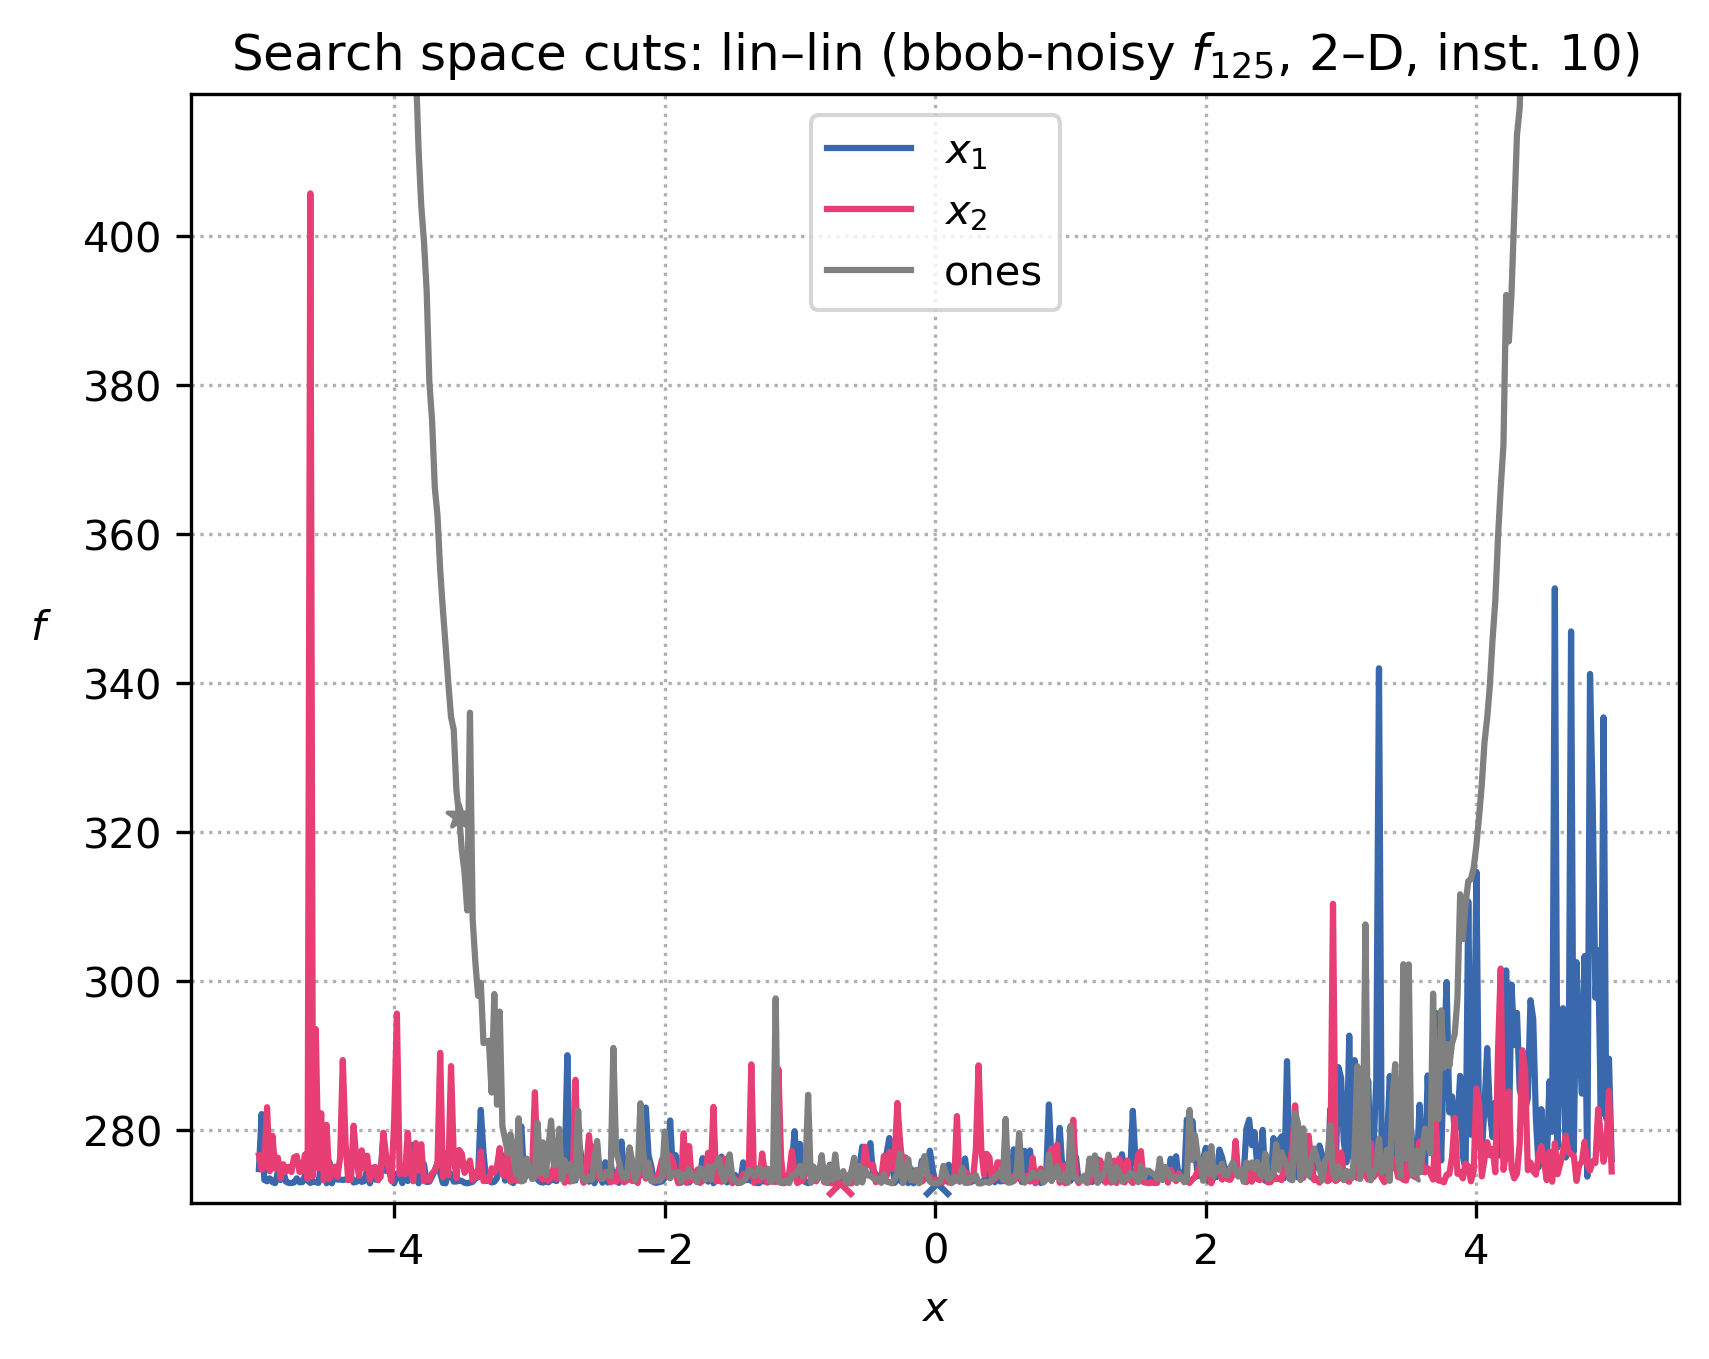 Search space cuts: lin–lin (bbob-noisy f₁₂₅, 2–D, inst. 10)
x₁
x₂
ones
400
380
360
340
320
300
280
f
−4
−2
0
2
4
x